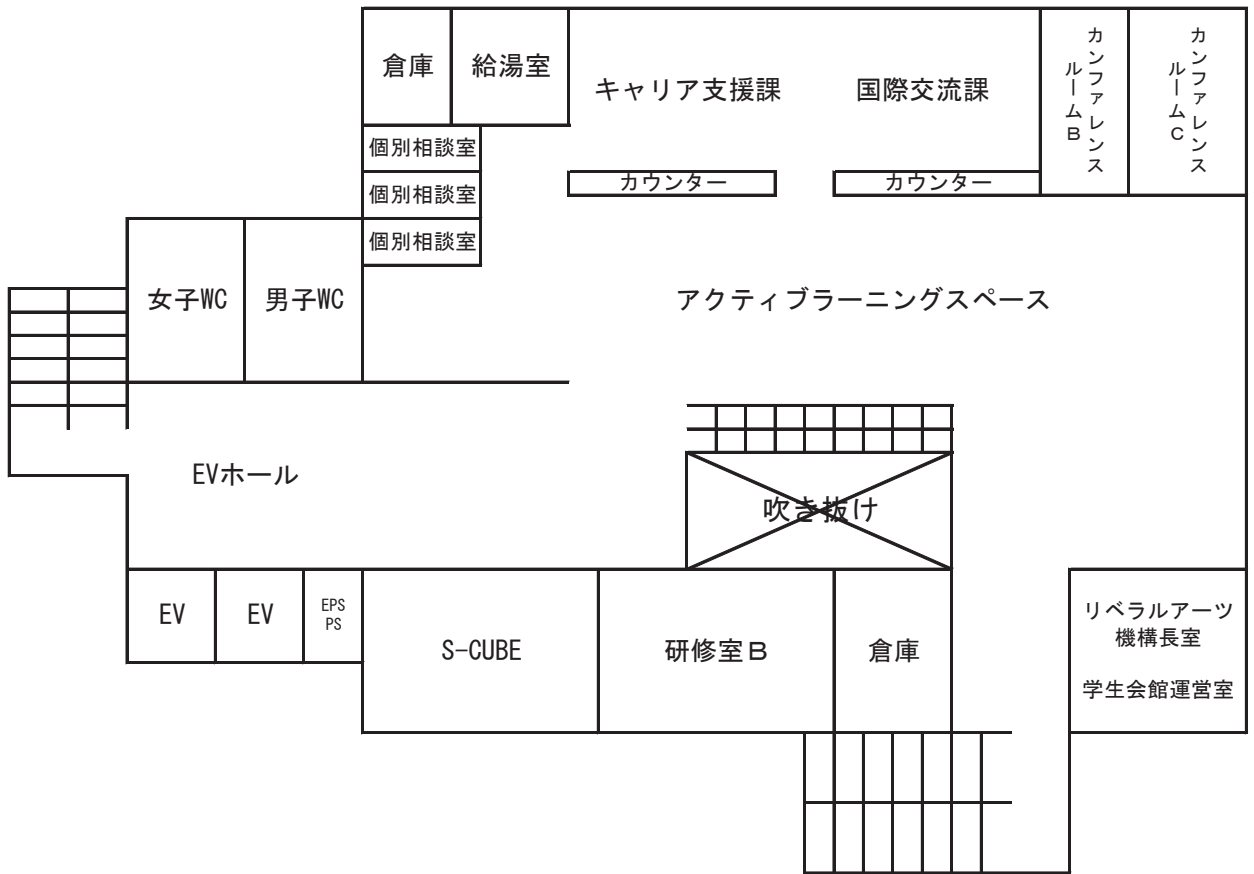 倉庫
給湯室
キャリア支援課
国際交流課
カンファレンス
ルームB
カンファレンス
ルームC
個別相談室
個別相談室
個別相談室
カウンター
カウンター
女子WC
男子WC
アクティブラーニングスペース
EVホール
吹き抜け
EV
EV
EPS
PS
S-CUBE
研修室B
倉庫
リベラルアーツ
機構長室
学生会館運営室